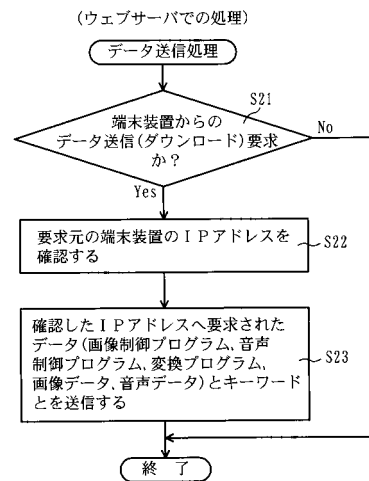 (ウェブサーバでの処理)
データ送信処理
S21
端末装置からの
データ送信(ダウンロード)要求
か?
No
Yes
要求元の端末装置のIPアドレスを
確認する
S22
確認したIPアドレスへ要求された
データ(画像制御プログラム,音声
制御プログラム,変換プログラム,
画像データ,音声データ)とキーワード
とを送信する
S23
終 了